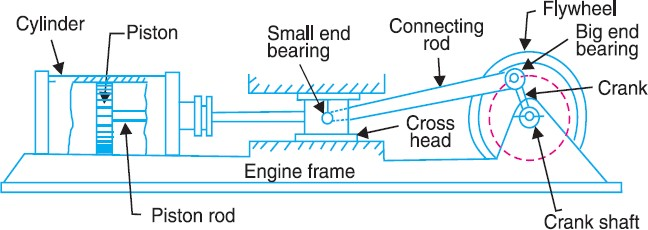 Cylinder
Piston
Small end
bearing
Connecting
rod
Flywheel
Big end
bearing
Crank
Cross
head
Engine frame
Piston rod
Crank shaft